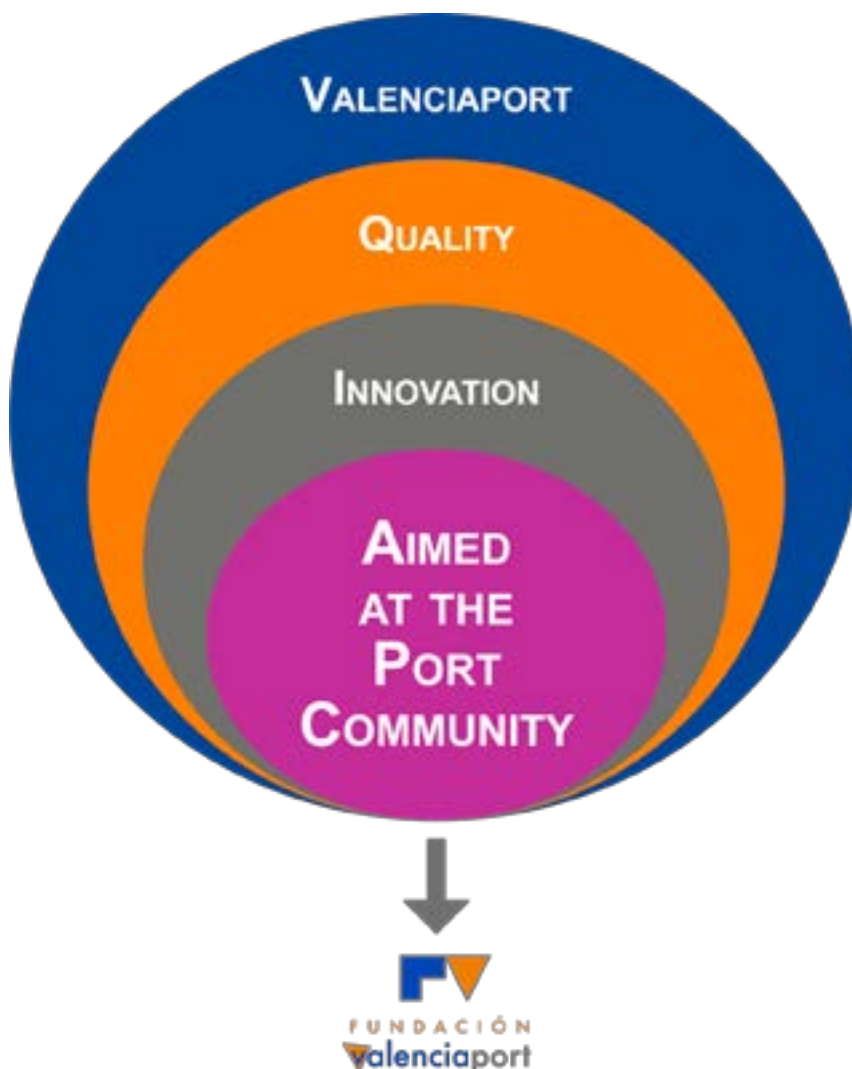 VALENCIAPORT
QUALITY
INNOVATION
AIMED
AT THE
PORT
COMMUNITY
FUNDACIÓN
valenciaport